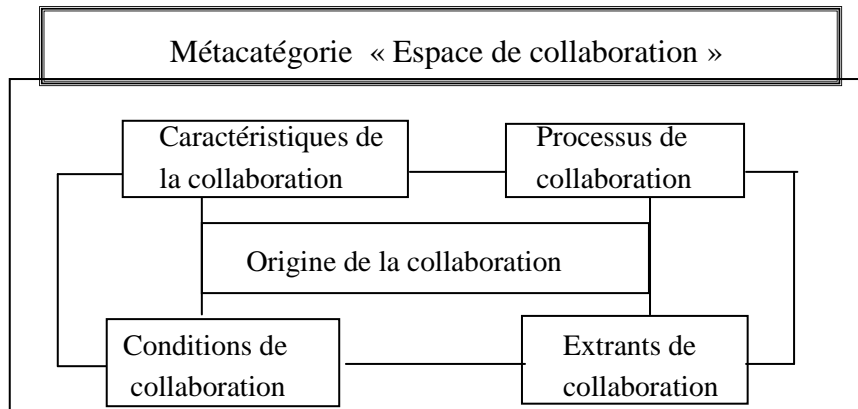 Métacatégorie « Espace de collaboration »
Caractéristiques de
la collaboration
Processus de
collaboration
Origine de la collaboration
Conditions de
collaboration
Extrants de
collaboration